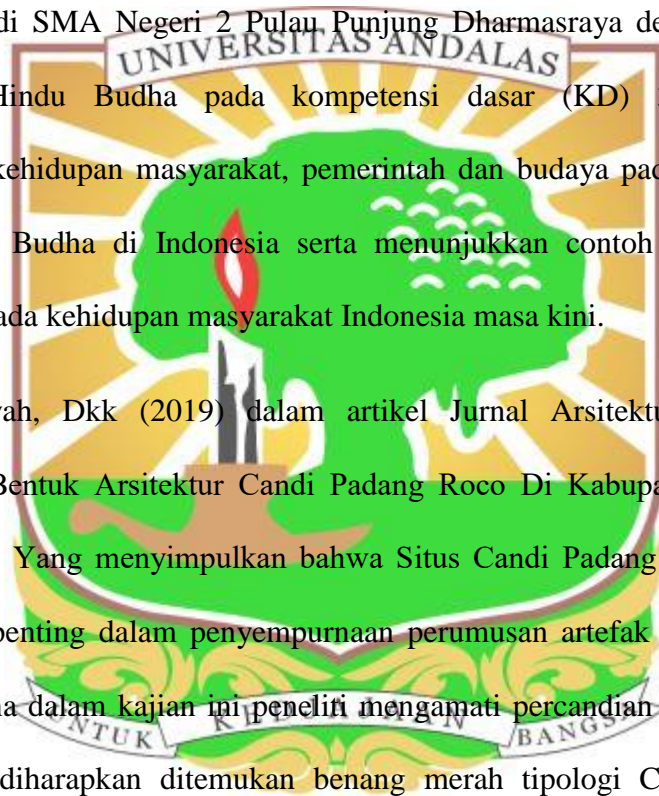 di SMA Negeri 2 Pulau Punjung Dharmasraya de
UNIVERSITAS ANDALAS
Hindu Budha pada kompetensi dasar (KD)
kehidupan masyarakat, pemerintah dan budaya pad
Budha di Indonesia serta menunjukkan contoh
ada kehidupan masyarakat Indonesia masa kini.
ah, Dkk (2019) dalam artikel Jurnal Arsitektu
Bentuk Arsitektur Candi Padang Roco Di Kabupa
Yang menyimpulkan bahwa Situs Candi Padang
penting dalam penyempurnaan perumusan artefak
na dalam kajian ini peneliti mengamati percandian
UNTUK KEDJAJAAN BANGSA
diharapkan ditemukan benang merah tipologi C